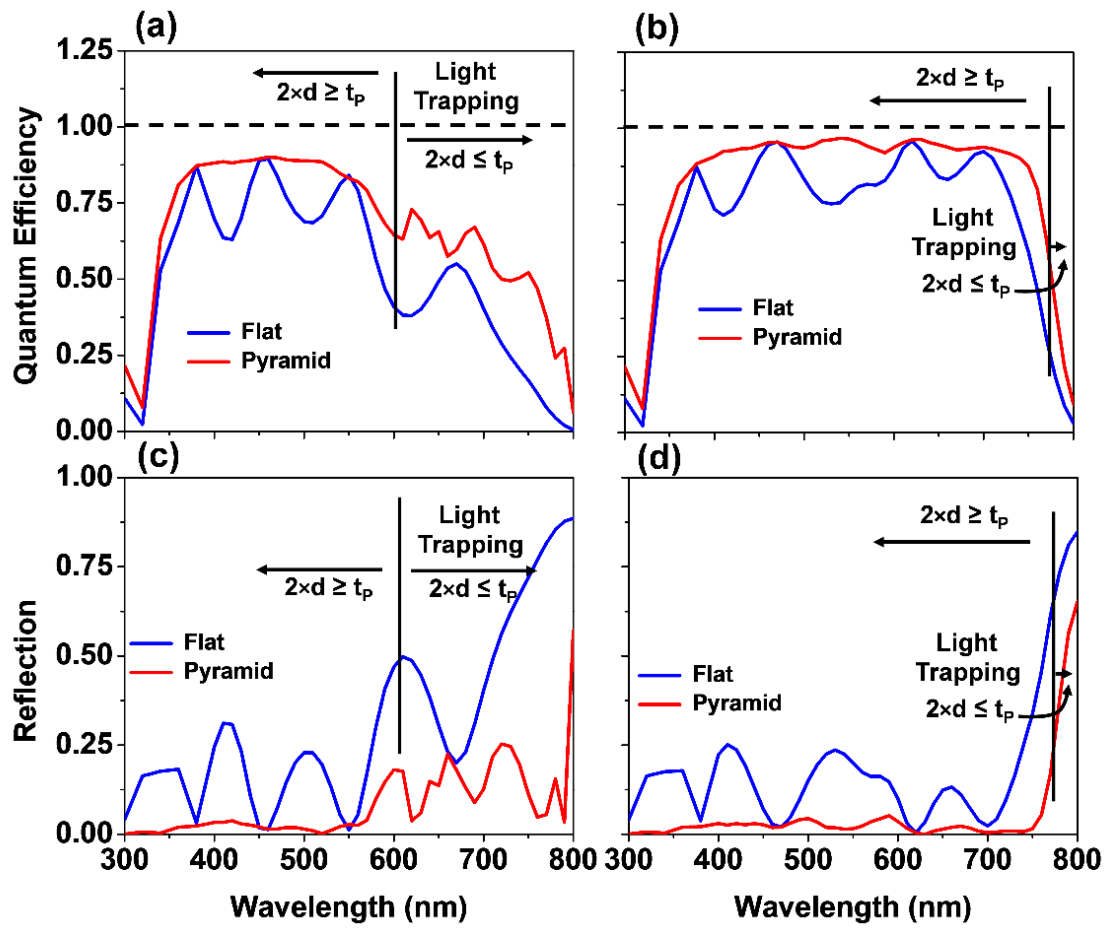 (a)
1.25
1.00
0.75
0.50
0.25
0.00
Quantum Efficiency
2×d ≥ tP
Light
Trapping
2×d ≤ tP
Flat
Pyramid
(b)
2×d ≥ tP
Light
Trapping
2×d ≤ tP
Flat
Pyramid
(c)
1.00
0.75
0.50
0.25
0.00
Reflection
Light
Trapping
2×d ≥ tP
2×d ≤ tP
Flat
Pyramid
300 400 500 600 700 800
Wavelength (nm)
(d)
2×d ≥ tP
Light
Trapping
2×d ≤ tP
Flat
Pyramid
300 400 500 600 700 800
Wavelength (nm)